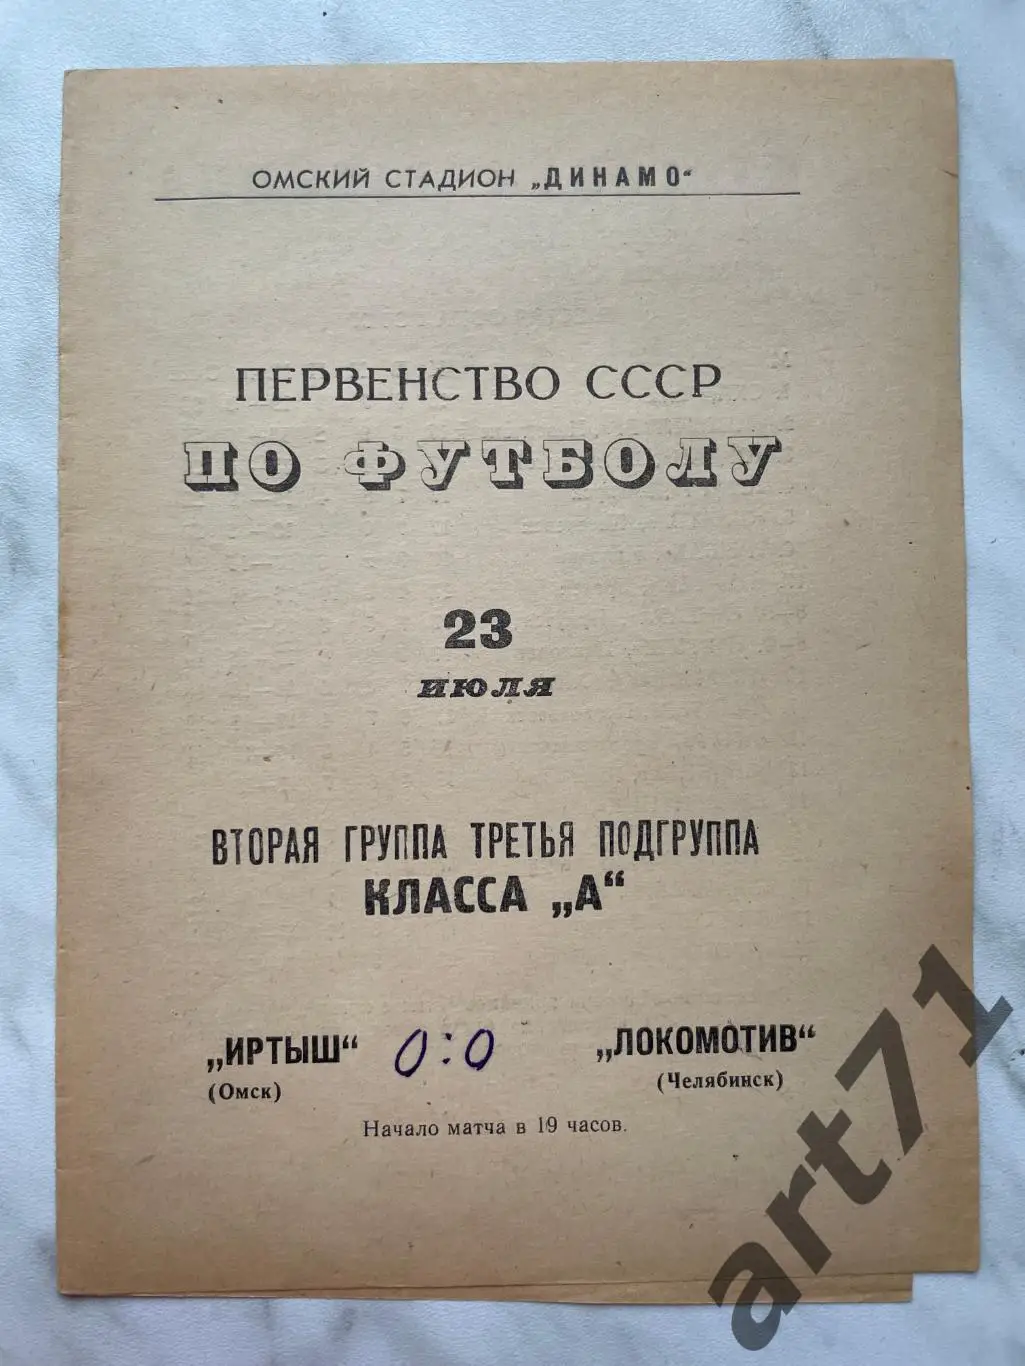 ОМСКИЙ СТАДИОН „ДИНАМО“
ПЕРВЕНСТВО СССР
ПО ФУТБОЛУ
23
июля
ВТОРАЯ ГРУППА ТРЕТЬЯ ПОДГРУППА
КЛАССА „А“
„ИРТЫШ“ 0:0 „ЛОКОМОТИВ“
(Омск) (Челябинск)
Начало матча в 19 часов.
art71